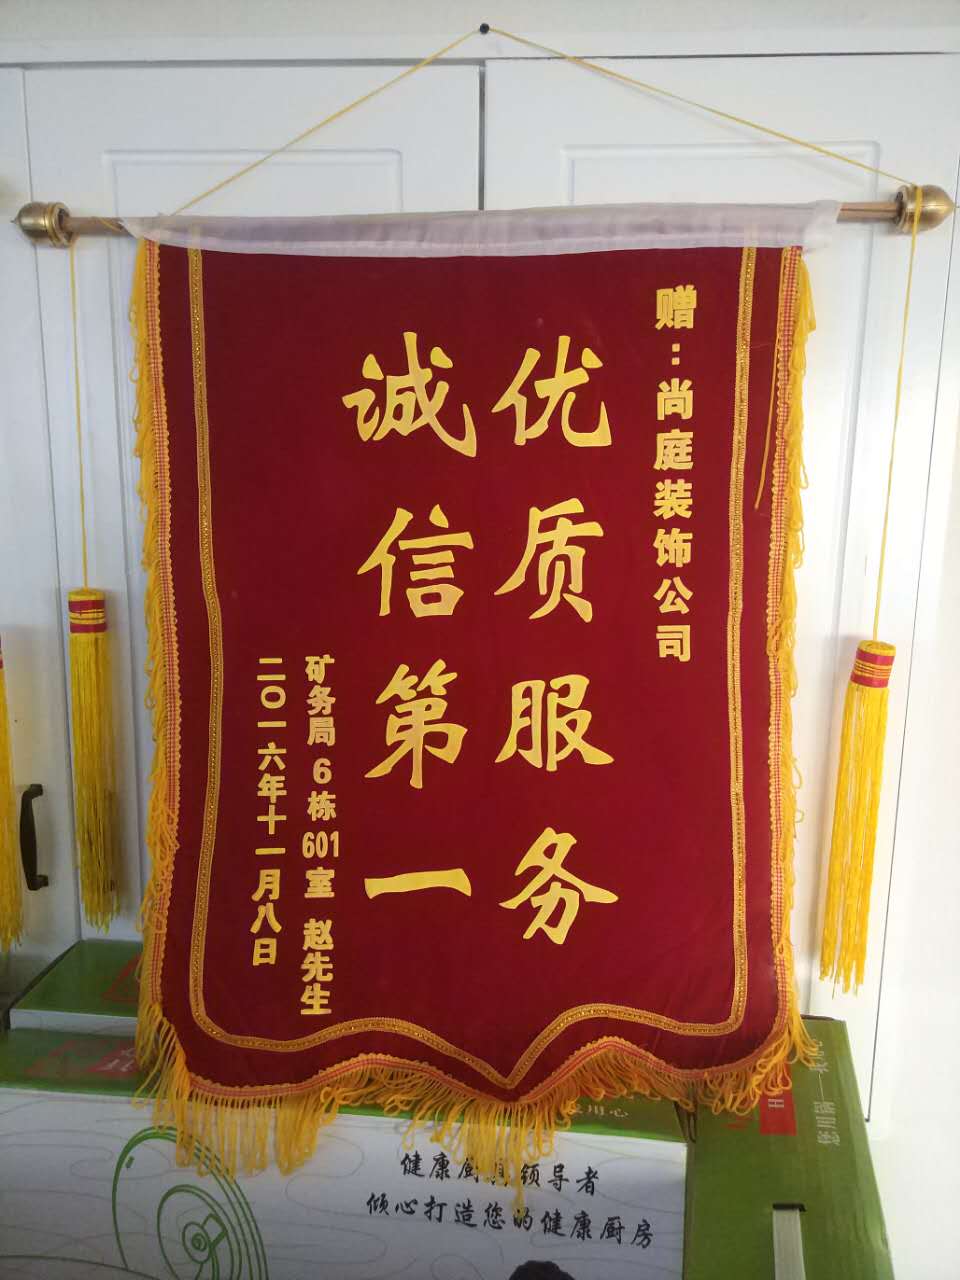 赠：尚庭装饰公司
优质服务
诚信第一
矿务局6栋601室 赵先生
二〇一六年十一月八日
健康厨具领导者
倾心打造您的健康厨房